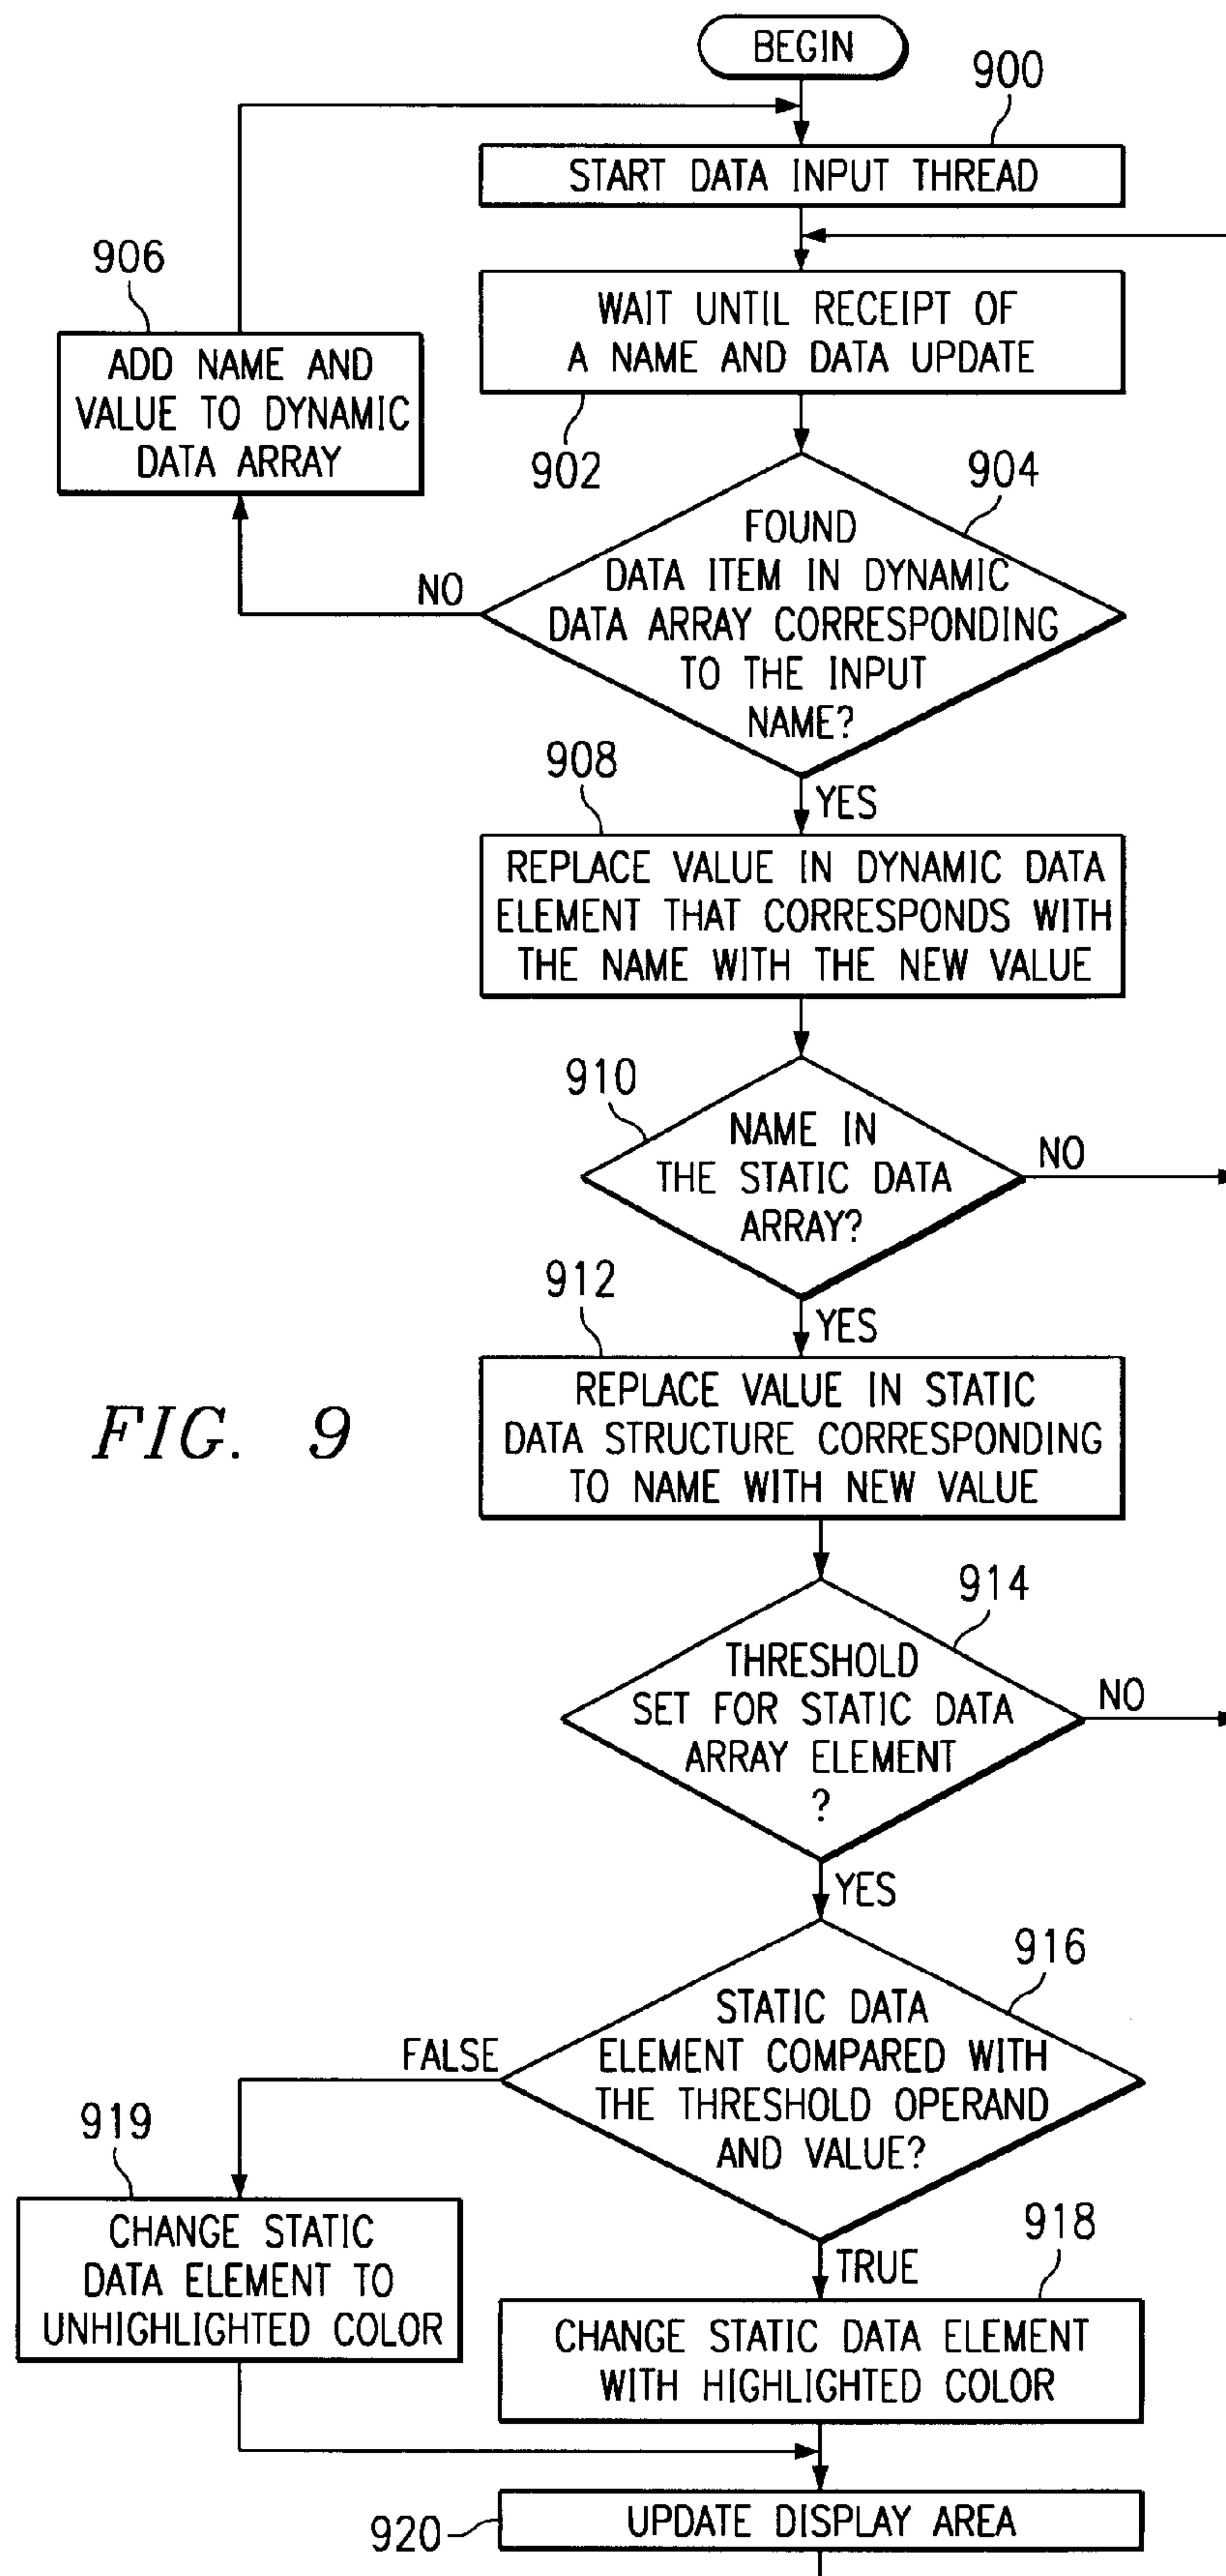 BEGIN
900
START DATA INPUT THREAD
906
WAIT UNTIL RECEIPT OF
A NAME AND DATA UPDATE
902
ADD NAME AND
VALUE TO DYNAMIC
DATA ARRAY
904
FOUND
DATA ITEM IN DYNAMIC
DATA ARRAY CORRESPONDING
TO THE INPUT
NAME?
NO
YES
908
REPLACE VALUE IN DYNAMIC DATA
ELEMENT THAT CORRESPONDS WITH
THE NAME WITH THE NEW VALUE
910
NAME IN
THE STATIC DATA
ARRAY?
NO
YES
912
REPLACE VALUE IN STATIC
DATA STRUCTURE CORRESPONDING
TO NAME WITH NEW VALUE
FIG. 9
914
THRESHOLD
SET FOR STATIC DATA
ARRAY ELEMENT
?
NO
YES
916
STATIC DATA
ELEMENT COMPARED WITH
THE THRESHOLD OPERAND
AND VALUE?
FALSE
TRUE
919
CHANGE STATIC
DATA ELEMENT TO
UNHIGHLIGHTED COLOR
918
CHANGE STATIC DATA ELEMENT
WITH HIGHLIGHTED COLOR
920
UPDATE DISPLAY AREA